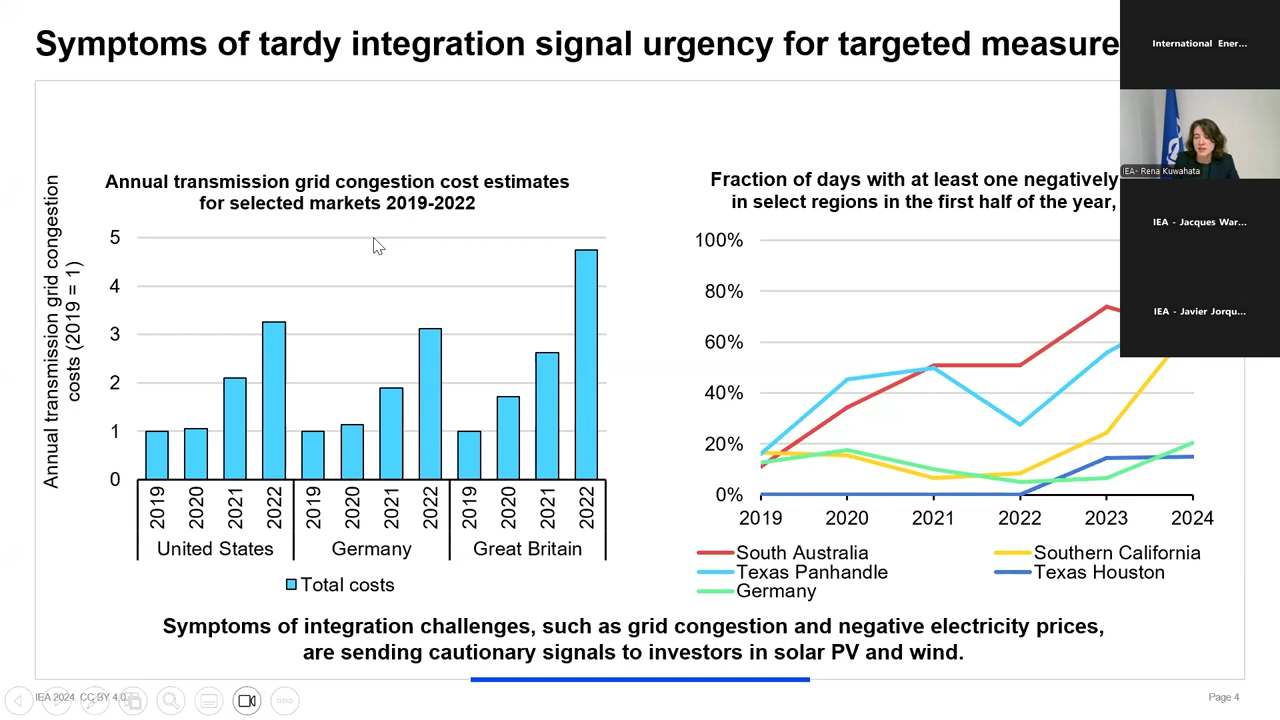 Symptoms of tardy integration signal urgency for targeted measure
International Ener...
IEA- Rena Kuwahata
IEA - Jacques War...
IEA - Javier Jorqu...
Annual transmission grid congestion cost estimates
for selected markets 2019-2022
Annual transmission grid congestion
costs (2019 = 1)
5
4
3
2
1
0
2019
2020
2021
2022
2019
2020
2021
2022
2019
2020
2021
2022
United States
Germany
Great Britain
Total costs
Fraction of days with at least one negatively
in select regions in the first half of the year,
100%
80%
60%
40%
20%
0%
2019
2020
2021
2022
2023
2024
South Australia
Southern California
Texas Panhandle
Texas Houston
Germany
Symptoms of integration challenges, such as grid congestion and negative electricity prices,
are sending cautionary signals to investors in solar PV and wind.
IEA 2024. CC BY 4.0.
Page 4